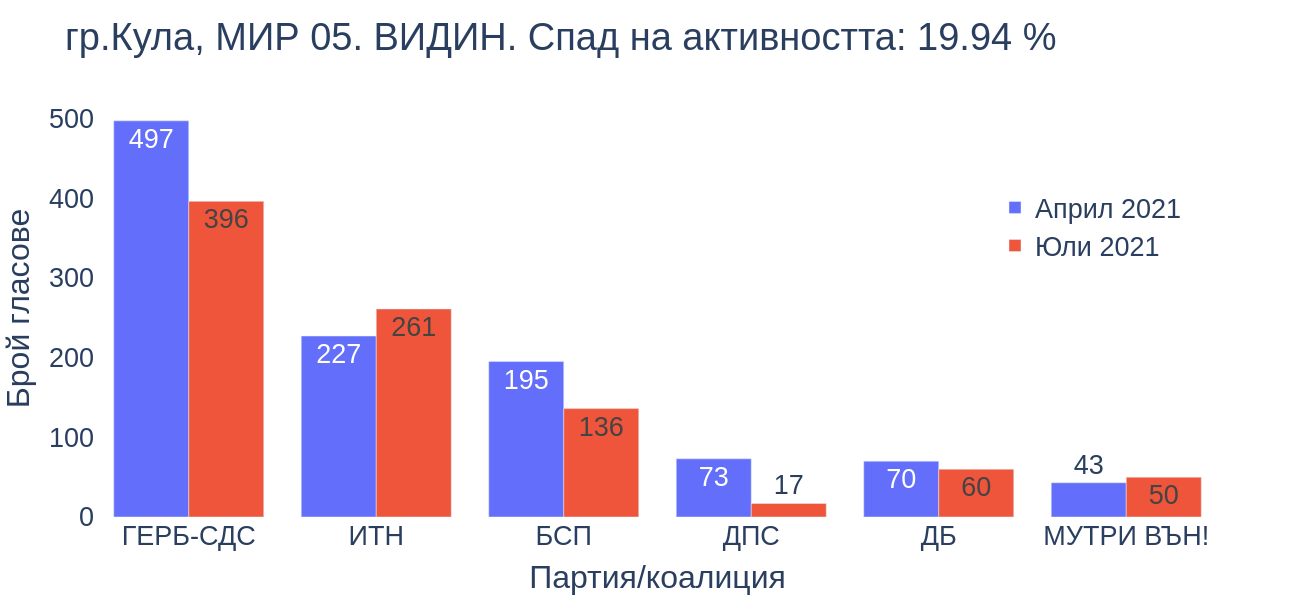 гр.Кула, МИР 05. ВИДИН. Спад на активността: 19.94 %
Брой гласове
500
400
300
200
100
0
497
396
227
261
195
136
73
17
70
60
43
50
Април 2021
Юли 2021
ГЕРБ-СДС
ИТН
БСП
ДПС
ДБ
МУТРИ ВЪН!
Партия/коалиция